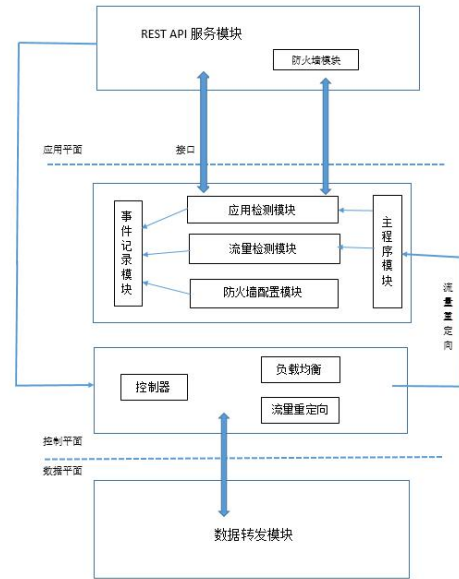 REST API 服务模块
防火墙模块
应用平面
接口
事件记录模块
应用检测模块
主程序模块
流量检测模块
防火墙配置模块
流量重定向
控制器
负载均衡
流量重定向
控制平面
数据平面
数据转发模块